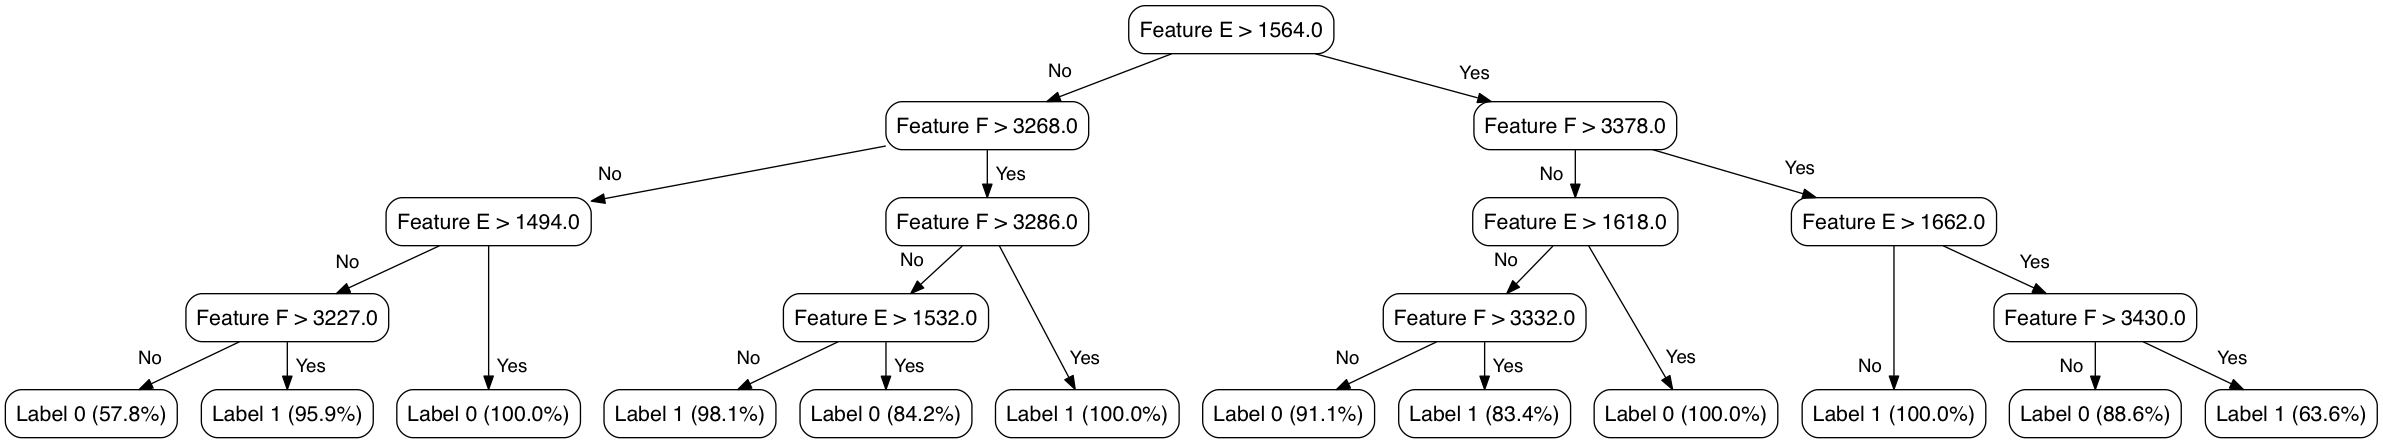 Feature E > 1564.0
No
Yes
Feature F > 3268.0
Feature F > 3378.0
No
Yes
No
Yes
Feature E > 1494.0
Feature F > 3286.0
Feature E > 1618.0
Feature E > 1662.0
No
No
No
Yes
Feature F > 3227.0
Feature E > 1532.0
Feature F > 3332.0
Feature F > 3430.0
No
Yes
Yes
No
Yes
Yes
No
Yes
Yes
No
No
Yes
Label 0 (57.8%)
Label 1 (95.9%)
Label 0 (100.0%)
Label 1 (98.1%)
Label 0 (84.2%)
Label 1 (100.0%)
Label 0 (91.1%)
Label 1 (83.4%)
Label 0 (100.0%)
Label 1 (100.0%)
Label 0 (88.6%)
Label 1 (63.6%)